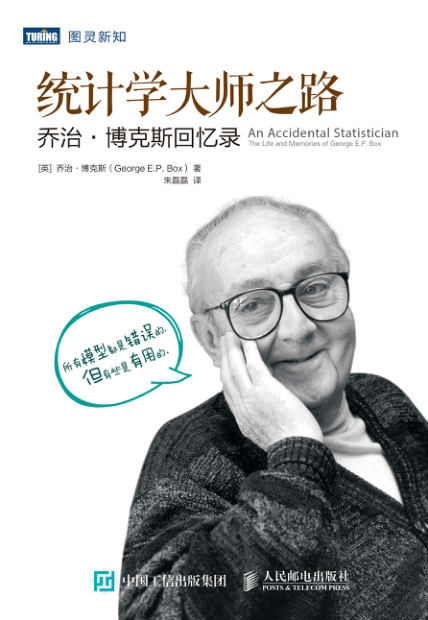 TURING 图灵新知
统计学大师之路
乔治·博克斯回忆录 An Accidental Statistician
The Life and Memories of George E.P. Box
[英] 乔治·博克斯（George E.P. Box）著
朱磊磊 译
所有模型都是错误的，
但有些是有用的．
中国工信出版集团 人民邮电出版社
POSTS & TELECOM PRESS